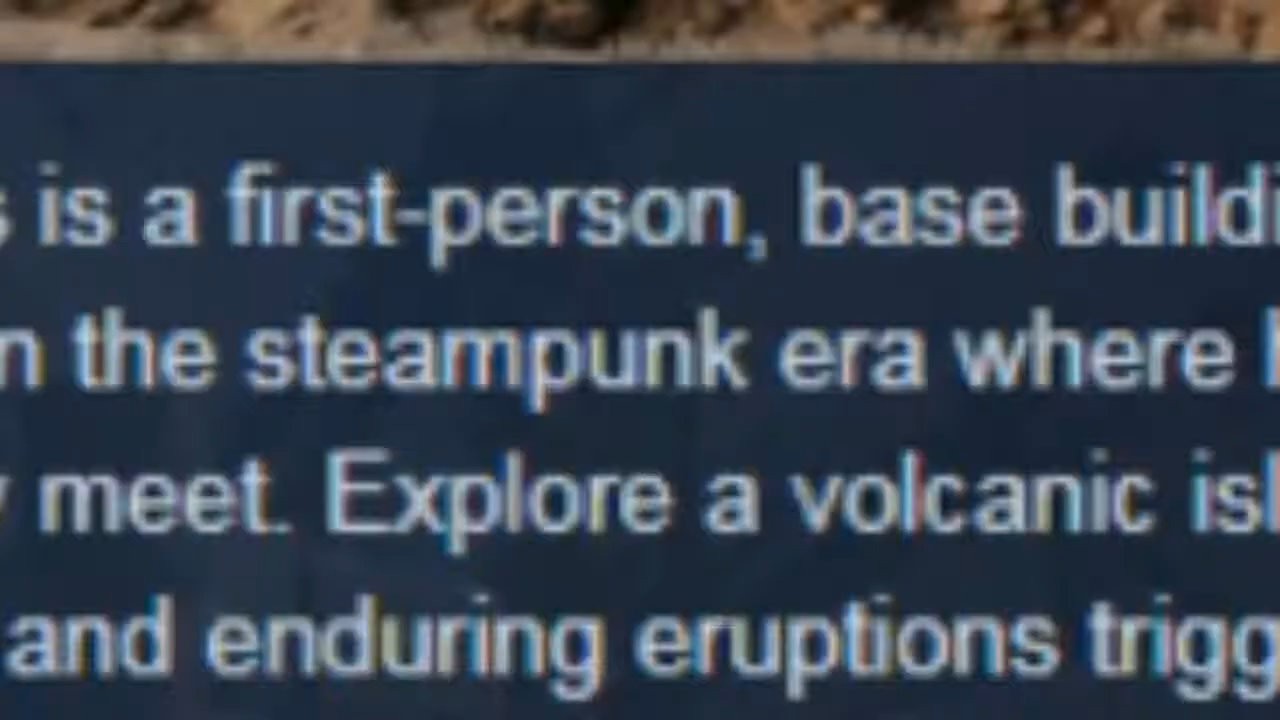 s is a first-person, base buildi
n the steampunk era where
y meet. Explore a volcanic isl
and enduring eruptions trigg